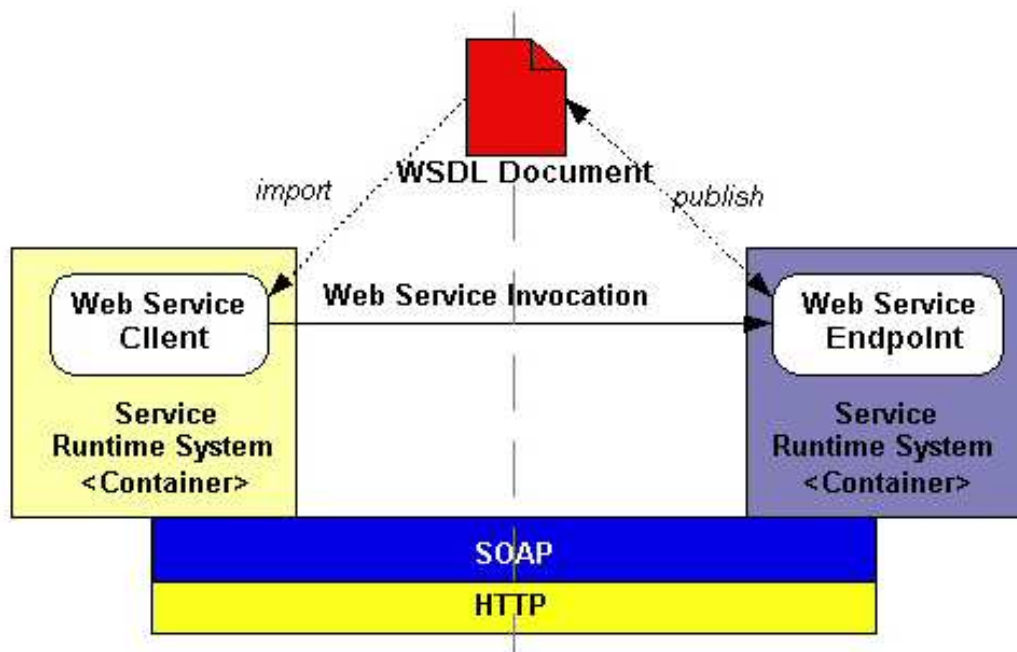 WSDL Document
import
publish
Web Service Invocation
Web Service
Client
Web Service
Endpoint
Service
Runtime System
<Container>
Service
Runtime System
<Container>
SOAP
HTTP